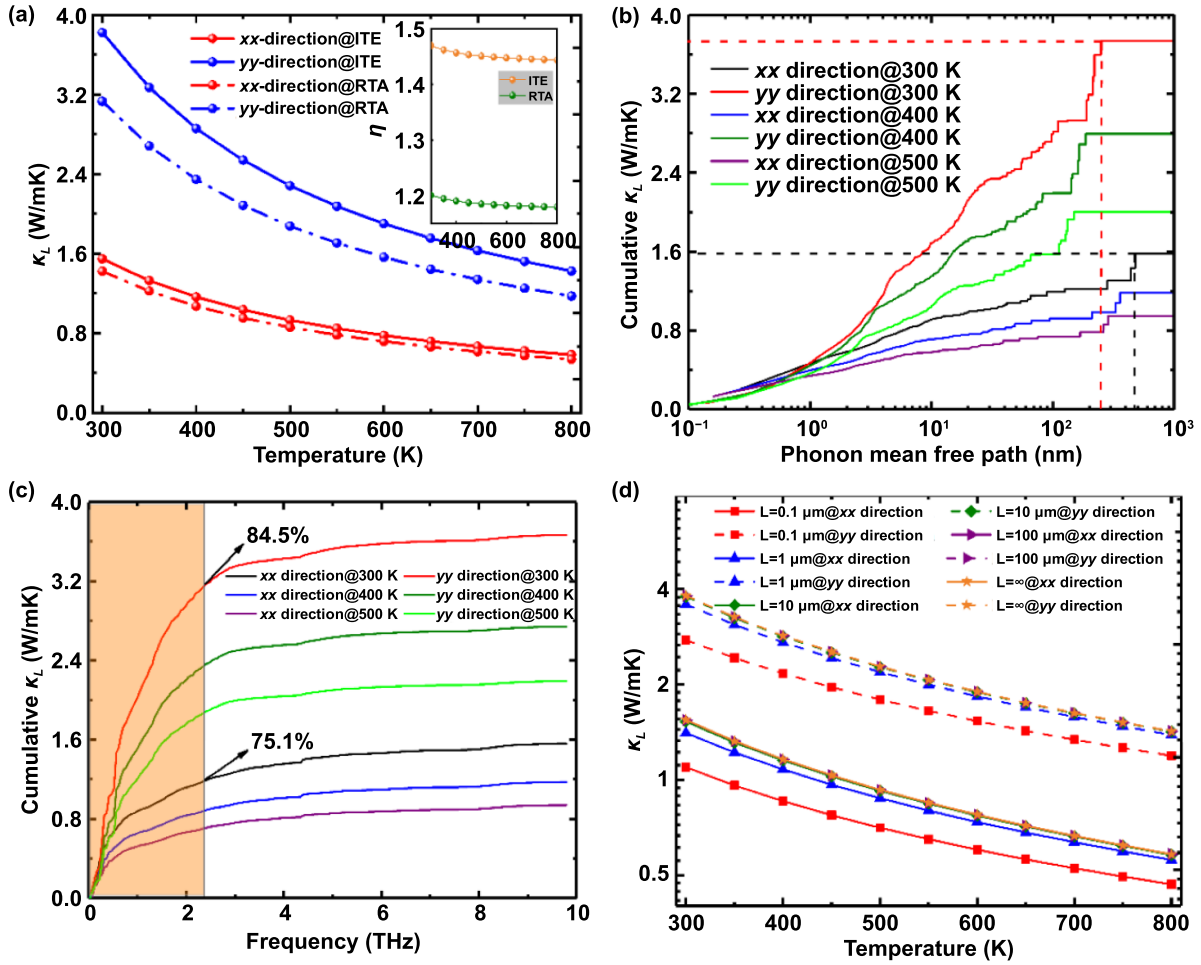 (a)
4.0
3.2
2.4
1.6
0.8
0.0
κL (W/mK)
xx-direction@ITE
yy-direction@ITE
xx-direction@RTA
yy-direction@RTA
1.5
1.4
1.3
1.2
η
ITE
RTA
400
600
800
300
400
500
600
700
800
Temperature (K)
(b)
4.0
3.2
2.4
1.6
0.8
0.0
Cumulative κL (W/mK)
xx direction@300 K
yy direction@300 K
xx direction@400 K
yy direction@400 K
xx direction@500 K
yy direction@500 K
10−1
100
101
102
103
Phonon mean free path (nm)
(c)
4.0
3.2
2.4
1.6
0.8
0.0
Cumulative κL (W/mK)
84.5%
xx direction@300 K
yy direction@300 K
xx direction@400 K
yy direction@400 K
xx direction@500 K
yy direction@500 K
75.1%
0
2
4
6
8
10
Frequency (THz)
(d)
4
2
1
0.5
κL (W/mK)
L=0.1 µm@xx direction
L=0.1 µm@yy direction
L=1 µm@xx direction
L=1 µm@yy direction
L=10 µm@xx direction
L=10 µm@yy direction
L=100 µm@xx direction
L=100 µm@yy direction
L=∞@xx direction
L=∞@yy direction
300
400
500
600
700
800
Temperature (K)